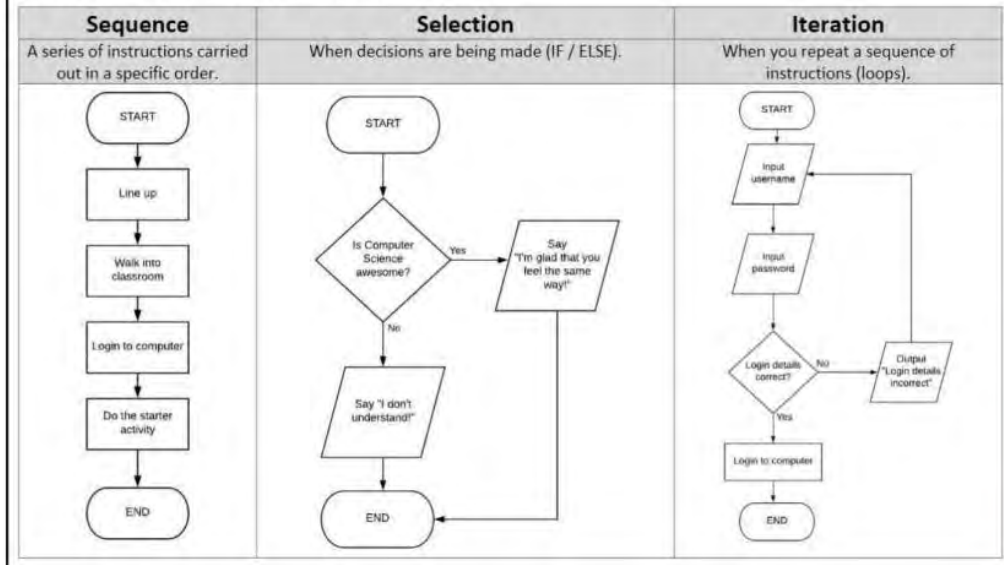 Sequence
A series of instructions carried
out in a specific order.
START
Line up
Walk into
classroom
Login to computer
Do the starter
activity
END
Selection
When decisions are being made (IF / ELSE).
START
Is Computer
Science
awesome?
Yes
Say
"I'm glad that you
feel the same
way!"
No
Say "I don't
understand!"
END
Iteration
When you repeat a sequence of
instructions (loops).
START
Input
username
Input
password
Login details
correct?
No
Output
"Login details
incorrect"
Yes
Login to computer
END